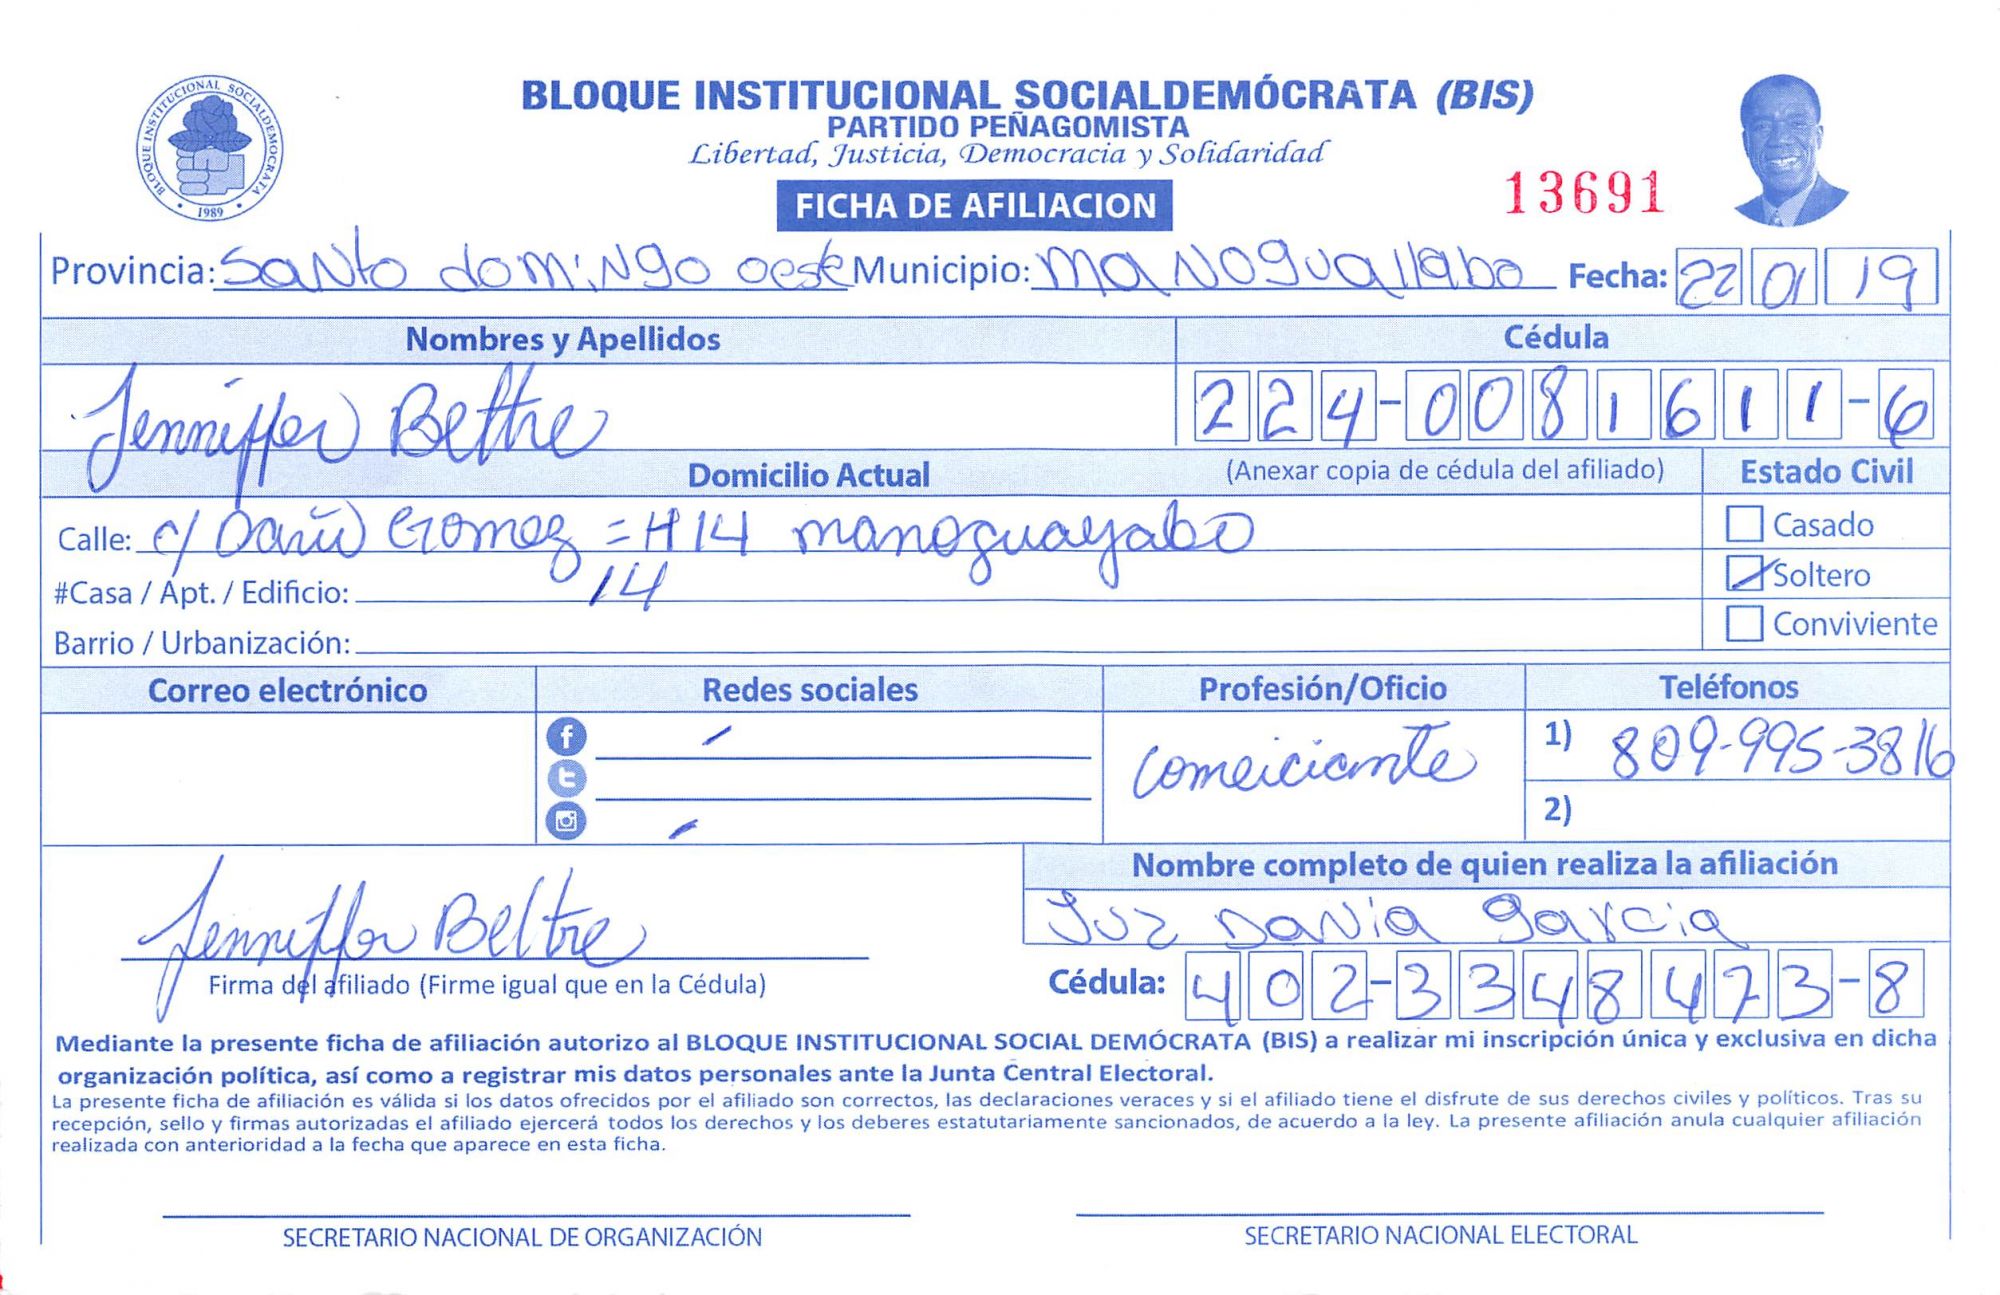 BLOQUE INSTITUCIONAL SOCIALDEMÓCRATA (BIS)
PARTIDO PEÑAGOMISTA
Libertad, Justicia, Democracia y Solidaridad
BLOQUE INSTITUCIONAL SOCIALDEMOCRATA
1989
FICHA DE AFILIACION
13691
Provincia: Santo domingo oeste Municipio: manoguallabo Fecha: 22 01 19
Nombres y Apellidos Cédula
Jenniffer Beltre 224-0081611-6
Domicilio Actual (Anexar copia de cédula del afiliado) Estado Civil
Calle: c/ Gomez = #14 manoguayabo
Casado
#Casa / Apt. / Edificio: 14
Soltero
Barrio / Urbanización:
Conviviente
Correo electrónico Redes sociales Profesión/Oficio Teléfonos
comeiciante 1) 809-995-3816
2)
Nombre completo de quien realiza la afiliación
Jenniffer Beltre
Luz Dania Garcia
Firma del afiliado (Firme igual que en la Cédula)
Cédula: 402-3348473-8
Mediante la presente ficha de afiliación autorizo al BLOQUE INSTITUCIONAL SOCIAL DEMÓCRATA (BIS) a realizar mi inscripción única y exclusiva en dicha
organización política, así como a registrar mis datos personales ante la Junta Central Electoral.
La presente ficha de afiliación es válida si los datos ofrecidos por el afiliado son correctos, las declaraciones veraces y si el afiliado tiene el disfrute de sus derechos civiles y políticos. Tras su
recepción, sello y firmas autorizadas el afiliado ejercerá todos los derechos y los deberes estatutariamente sancionados, de acuerdo a la ley. La presente afiliación anula cualquier afiliación
realizada con anterioridad a la fecha que aparece en esta ficha.
SECRETARIO NACIONAL DE ORGANIZACIÓN SECRETARIO NACIONAL ELECTORAL